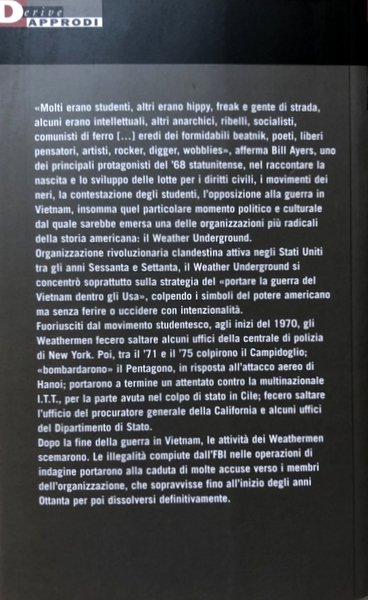 Derive
APPRODI
«Molti erano studenti, altri erano hippy, freak e gente di strada,
alcuni erano intellettuali, altri anarchici, ribelli, socialisti,
comunisti di ferro [...] eredi dei formidabili beatnik, poeti, liberi
pensatori, artisti, rocker, digger, wobblies», afferma Bill Ayers, uno
dei principali protagonisti del '68 statunitense, nel raccontare la
nascita e lo sviluppo delle lotte per i diritti civili, i movimenti dei
neri, la contestazione degli studenti, l'opposizione alla guerra in
Vietnam, insomma quel particolare momento politico e culturale
dal quale sarebbe emersa una delle organizzazioni più radicali
della storia americana: il Weather Underground.
Organizzazione rivoluzionaria clandestina attiva negli Stati Uniti
tra gli anni Sessanta e Settanta, il Weather Underground si
concentrò soprattutto sulla strategia del «portare la guerra del
Vietnam dentro gli Usa», colpendo i simboli del potere americano
ma senza ferire o uccidere con intenzionalità.
Fuoriusciti dal movimento studentesco, agli inizi del 1970, gli
Weathermen fecero saltare alcuni uffici della centrale di polizia
di New York. Poi, tra il '71 e il '75 colpirono il Campidoglio;
«bombardarono» il Pentagono, in risposta all'attacco aereo di
Hanoi; portarono a termine un attentato contro la multinazionale
I.T.T., per la parte avuta nel colpo di stato in Cile; fecero saltare
l'ufficio del procuratore generale della California e alcuni uffici
del Dipartimento di Stato.
Dopo la fine della guerra in Vietnam, le attività dei Weathermen
scemarono. Le illegalità compiute dall'FBI nelle operazioni di
indagine portarono alla caduta di molte accuse verso i membri
dell'organizzazione, che sopravvisse fino all'inizio degli anni
Ottanta per poi dissolversi definitivamente.